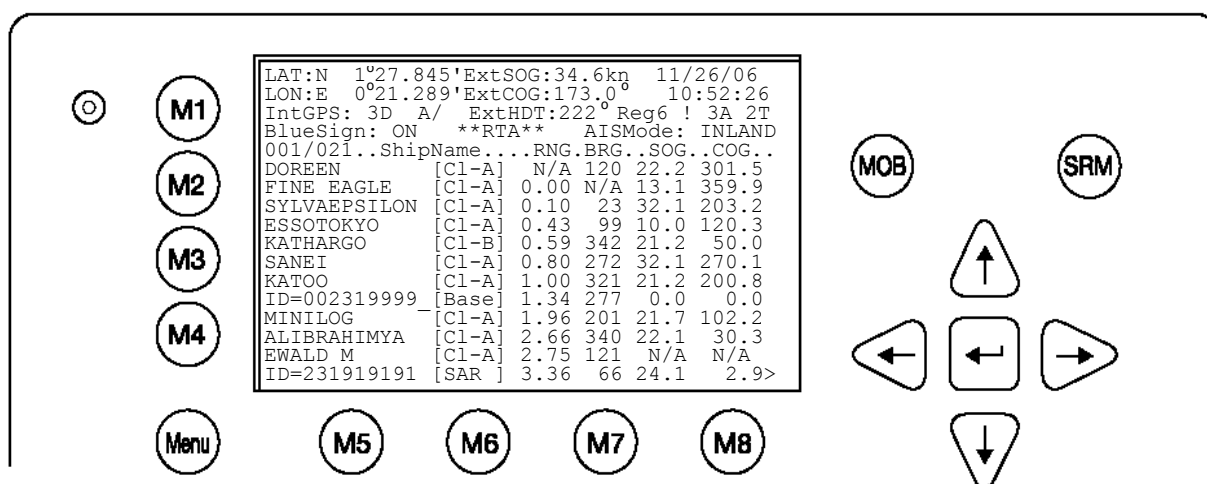 LAT:N 1°27.845'ExtSOG:34.6kn 11/26/06
LON:E 0°21.289'ExtCOG:173.0° 10:52:26
IntGPS: 3D A/ ExtHDT:222° Reg6 ! 3A 2T
BlueSign: ON **RTA** AISMode: INLAND
001/021..ShipName....RNG.BRG..SOG..COG..
DOREEN [Cl-A] N/A 120 22.2 301.5
FINE EAGLE [Cl-A] 0.00 N/A 13.1 359.9
SYLVAEPSILON [Cl-A] 0.10 23 32.1 203.2
ESSOTOKYO [Cl-A] 0.43 99 10.0 120.3
KATHARGO [Cl-B] 0.59 342 21.2 50.0
SANEI [Cl-A] 0.80 272 32.1 270.1
KATOO [Cl-A] 1.00 321 21.2 200.8
ID=002319999_[Base] 1.34 277 0.0 0.0
MINILOG [Cl-A] 1.96 201 21.7 102.2
ALIBRAHIMYA [Cl-A] 2.66 340 22.1 30.3
EWALD M [Cl-A] 2.75 121 N/A N/A
ID=231919191 [SAR ] 3.36 66 24.1 2.9>
M1
M2
M3
M4
Menu
M5
M6
M7
M8
MOB
SRM